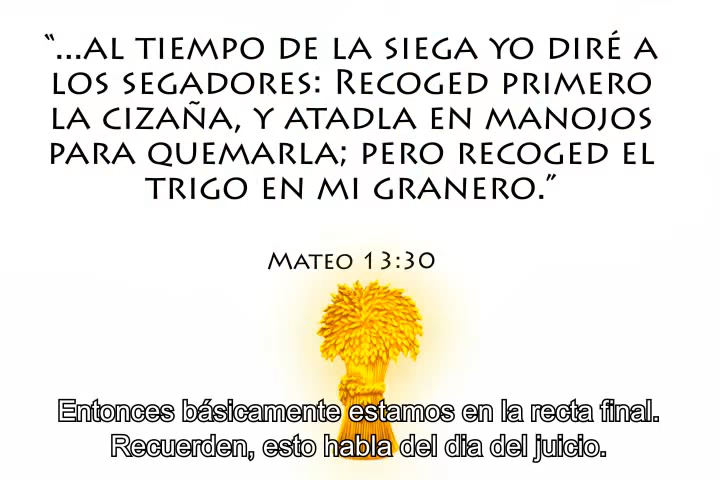 “...al tiempo de la siega yo diré a
los segadores: Recoged primero
la cizaña, y atadla en manojos
para quemarla; pero recoged el
trigo en mi granero.”
Mateo 13:30
Entonces básicamente estamos en la recta final.
Recuerden, esto habla del dia del juicio.